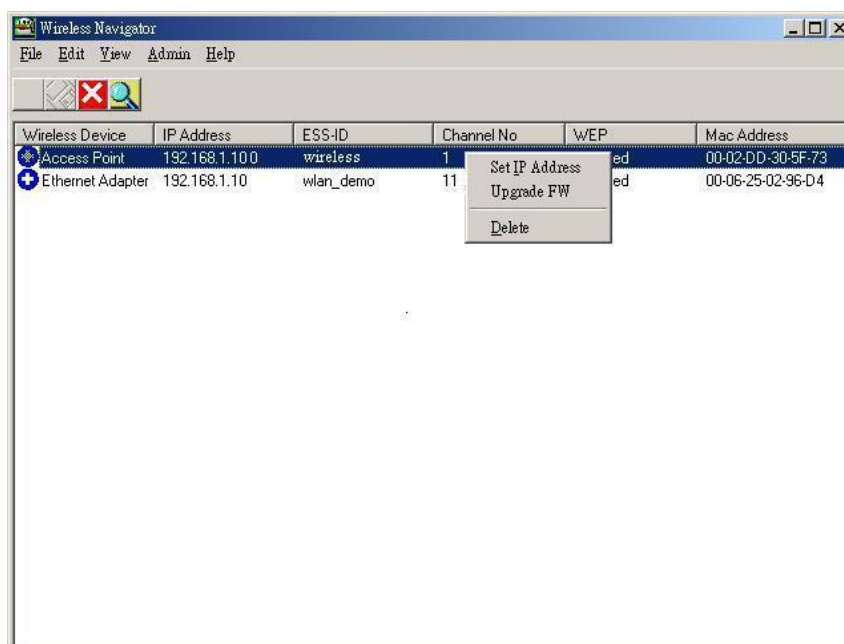 Wireless Navigator
File Edit View Admin Help
Wireless Device IP Address ESS-ID Channel No WEP Mac Address
Access Point 192.168.1.100 wireless 1 ed 00-02-DD-30-5F-73
Ethernet Adapter 192.168.1.10 wlan_demo 11 ed 00-06-25-02-96-D4
Set IP Address
Upgrade FW
Delete